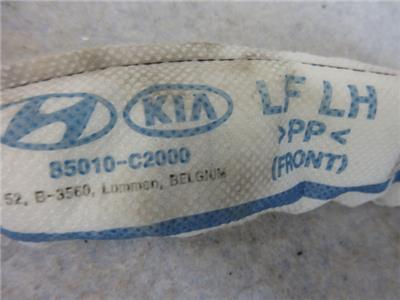 KIA
85010-C2000
52, B-3560, Lommen, BELGIUM
LF LH
>PP<
(FRONT)